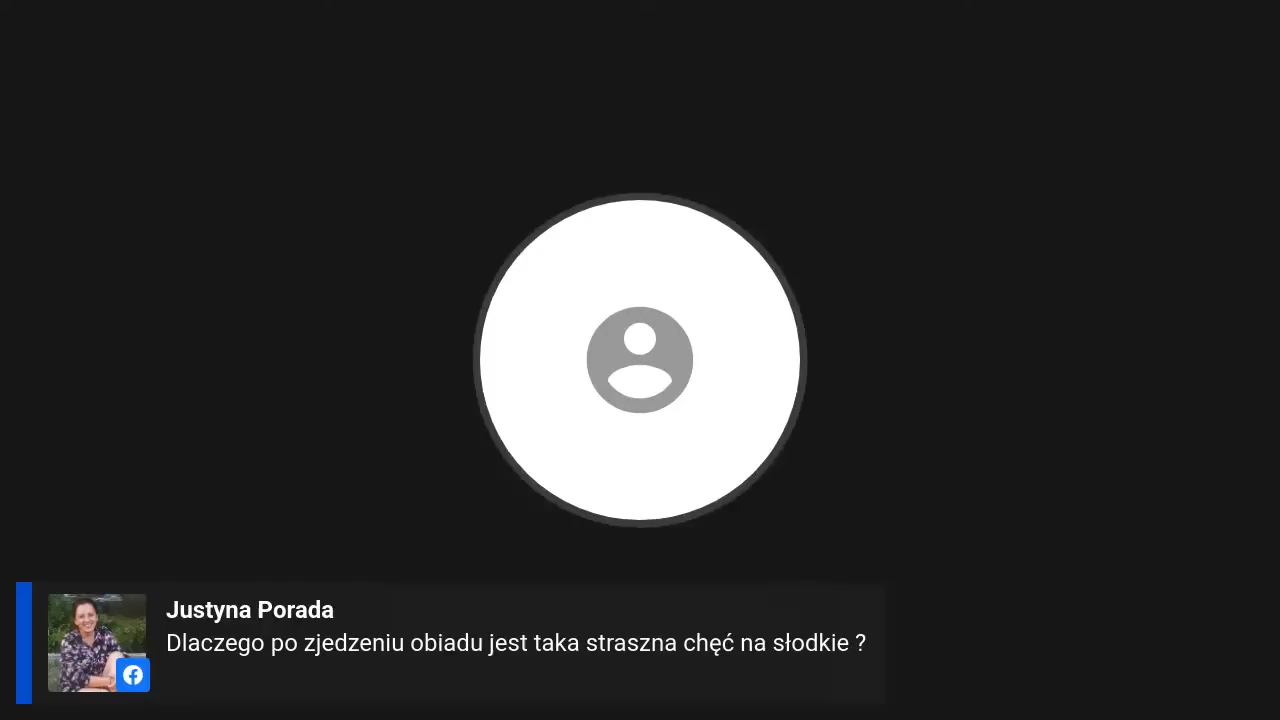 Justyna Porada
Dlaczego po zjedzeniu obiadu jest taka straszna chęć na słodkie ?